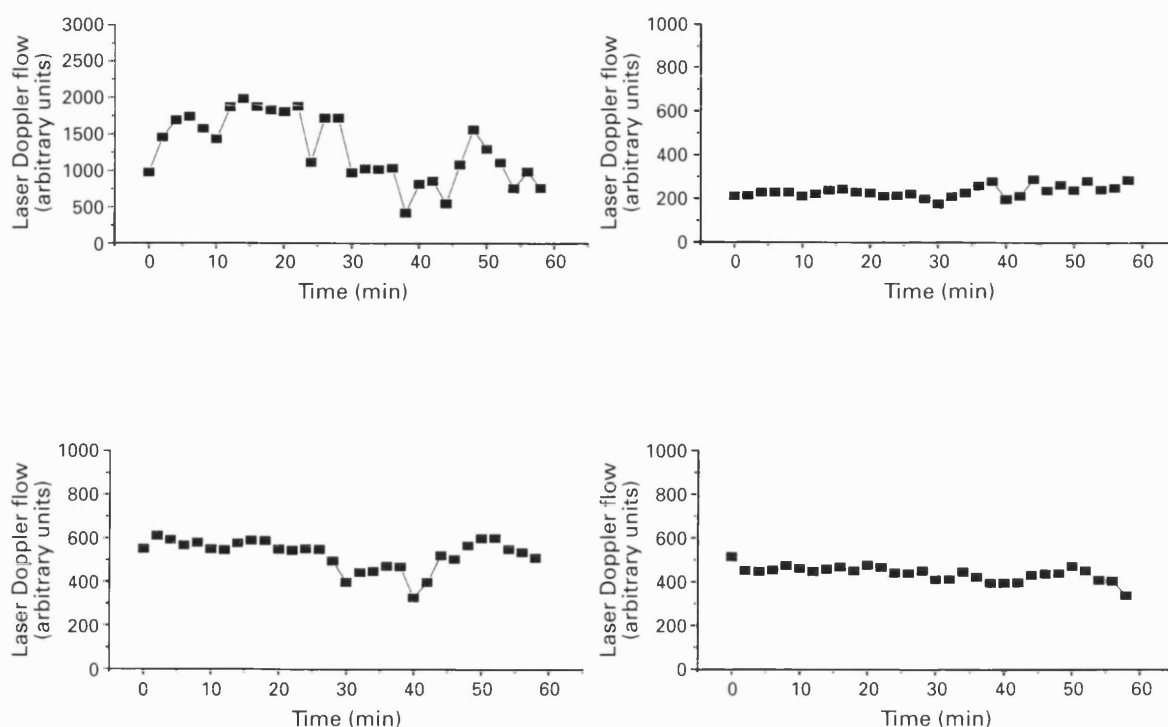 Laser Doppler flow
(arbitrary units)
3000
2500
2000
1500
1000
500
0
0 10 20 30 40 50 60
Time (min)
Laser Doppler flow
(arbitrary units)
1000
800
600
400
200
0
0 10 20 30 40 50 60
Time (min)
Laser Doppler flow
(arbitrary units)
1000
800
600
400
200
0
0 10 20 30 40 50 60
Time (min)
Laser Doppler flow
(arbitrary units)
1000
800
600
400
200
0
0 10 20 30 40 50 60
Time (min)